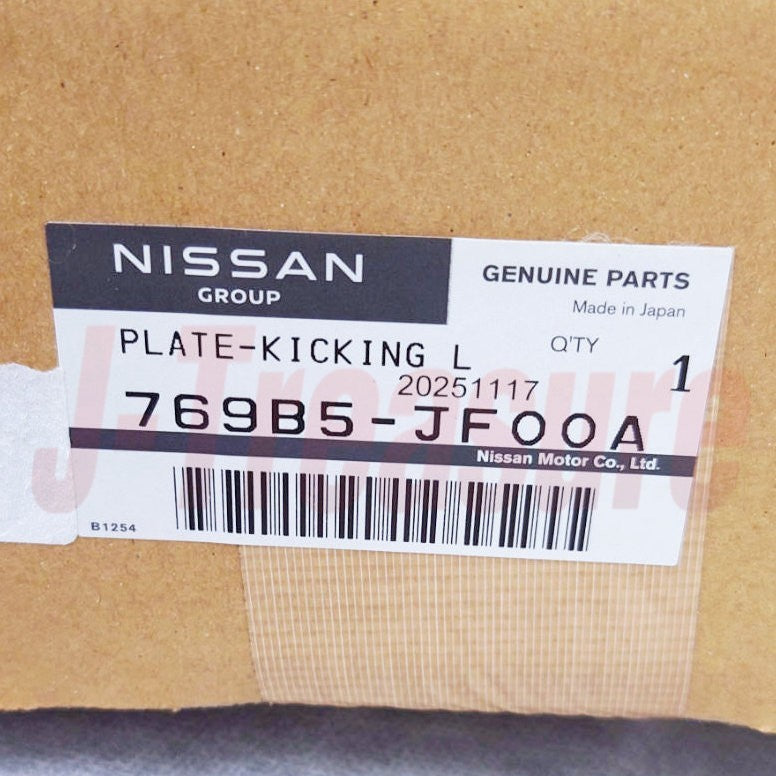 NISSAN
GROUP
GENUINE PARTS
Made in Japan
PLATE-KICKING L
Q'TY
1
20251117
769B5-JF00A
Nissan Motor Co., Ltd.
B1254
J-Treasure